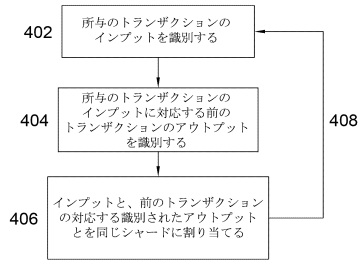 402
所与のトランザクションの
インプットを識別する
404
所与のトランザクションの
インプットに対応する前の
トランザクションのアウトプット
を識別する
408
406
インプットと、前のトランザクション
の対応する識別されたアウトプット
とを同じシャードに割り当てる